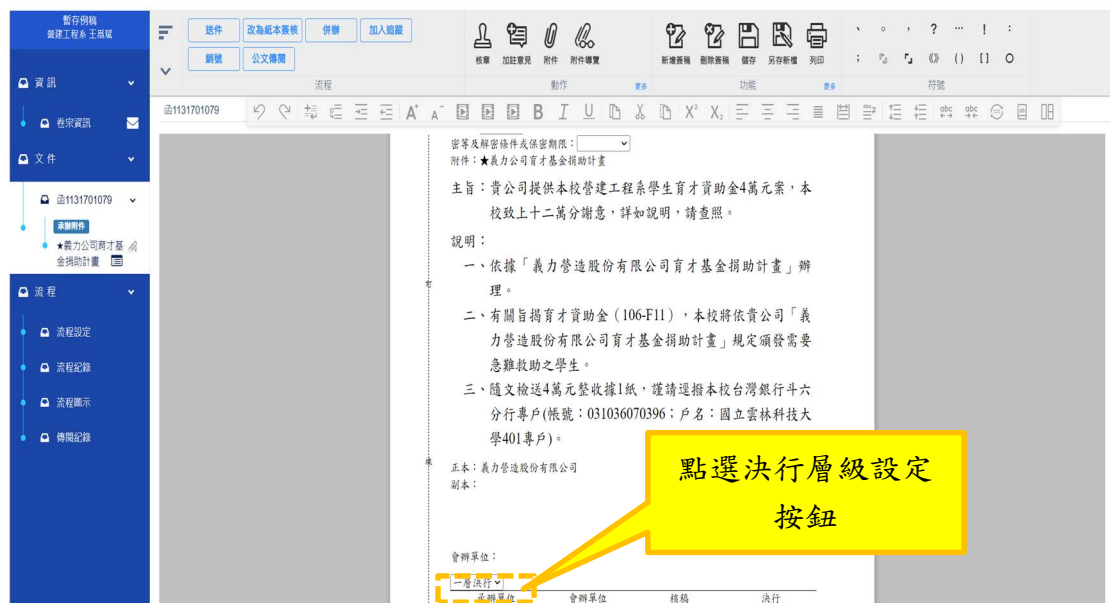 暫存例稿
營建工程系 王嘉斌
資訊
卷宗資訊
文件
函1131701079
承辦附件
★義力公司育才基
金捐助計畫
流程
流程設定
流程紀錄
流程圖示
傳閱紀錄
送件
改為紙本簽核
併辦
加入追蹤
銷號
公文傳閱
流程
核章
加註意見
附件
附件導覽
動作
更多
新增簽稿
刪除簽稿
儲存
另存新檔
列印
功能
更多
、 。 , ? … ! :
; 『』 「」 《》 () [] ○
符號
函1131701079
密等及解密條件或保密期限:
附件:★義力公司育才基金捐助計畫
主旨:貴公司提供本校營建工程系學生育才資助金4萬元案,本
校致上十二萬分謝意,詳如說明,請查照。
說明:
一、依據「義力營造股份有限公司育才基金捐助計畫」辦
理。
二、有關旨揭育才資助金(106-F11),本校將依貴公司「義
力營造股份有限公司育才基金捐助計畫」規定頒發需要
急難救助之學生。
三、隨文檢送4萬元整收據1紙,謹請逕撥本校台灣銀行斗六
分行專戶(帳號:031036070396;戶名:國立雲林科技大
學401專戶)。
正本:義力營造股份有限公司
副本:
會辦單位:
一層決行
承辦單位 會辦單位 核稿 決行
點選決行層級設定
按鈕